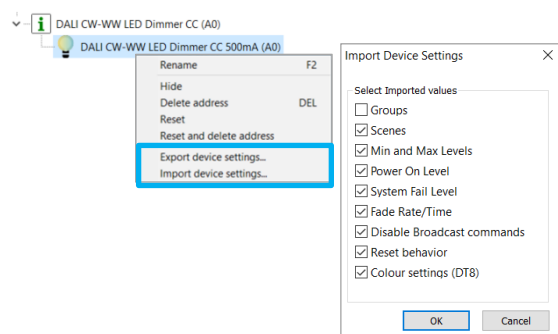 DALI CW-WW LED Dimmer CC (A0)
DALI CW-WW LED Dimmer CC 500mA (A0)
Rename F2
Hide
Delete address DEL
Reset
Reset and delete address
Export device settings...
Import device settings...
Import Device Settings
Select Imported values
Groups
Scenes
Min and Max Levels
Power On Level
System Fail Level
Fade Rate/Time
Disable Broadcast commands
Reset behavior
Colour settings (DT8)
OK Cancel